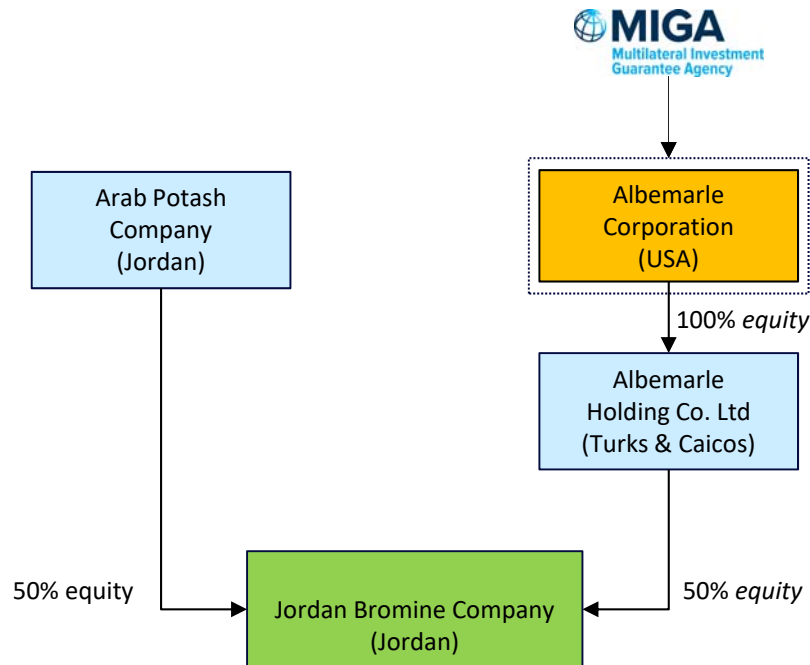 MIGA
Multilateral Investment
Guarantee Agency
Arab Potash
Company
(Jordan)
Albemarle
Corporation
(USA)
100% equity
Albemarle
Holding Co. Ltd
(Turks & Caicos)
50% equity
Jordan Bromine Company
(Jordan)
50% equity